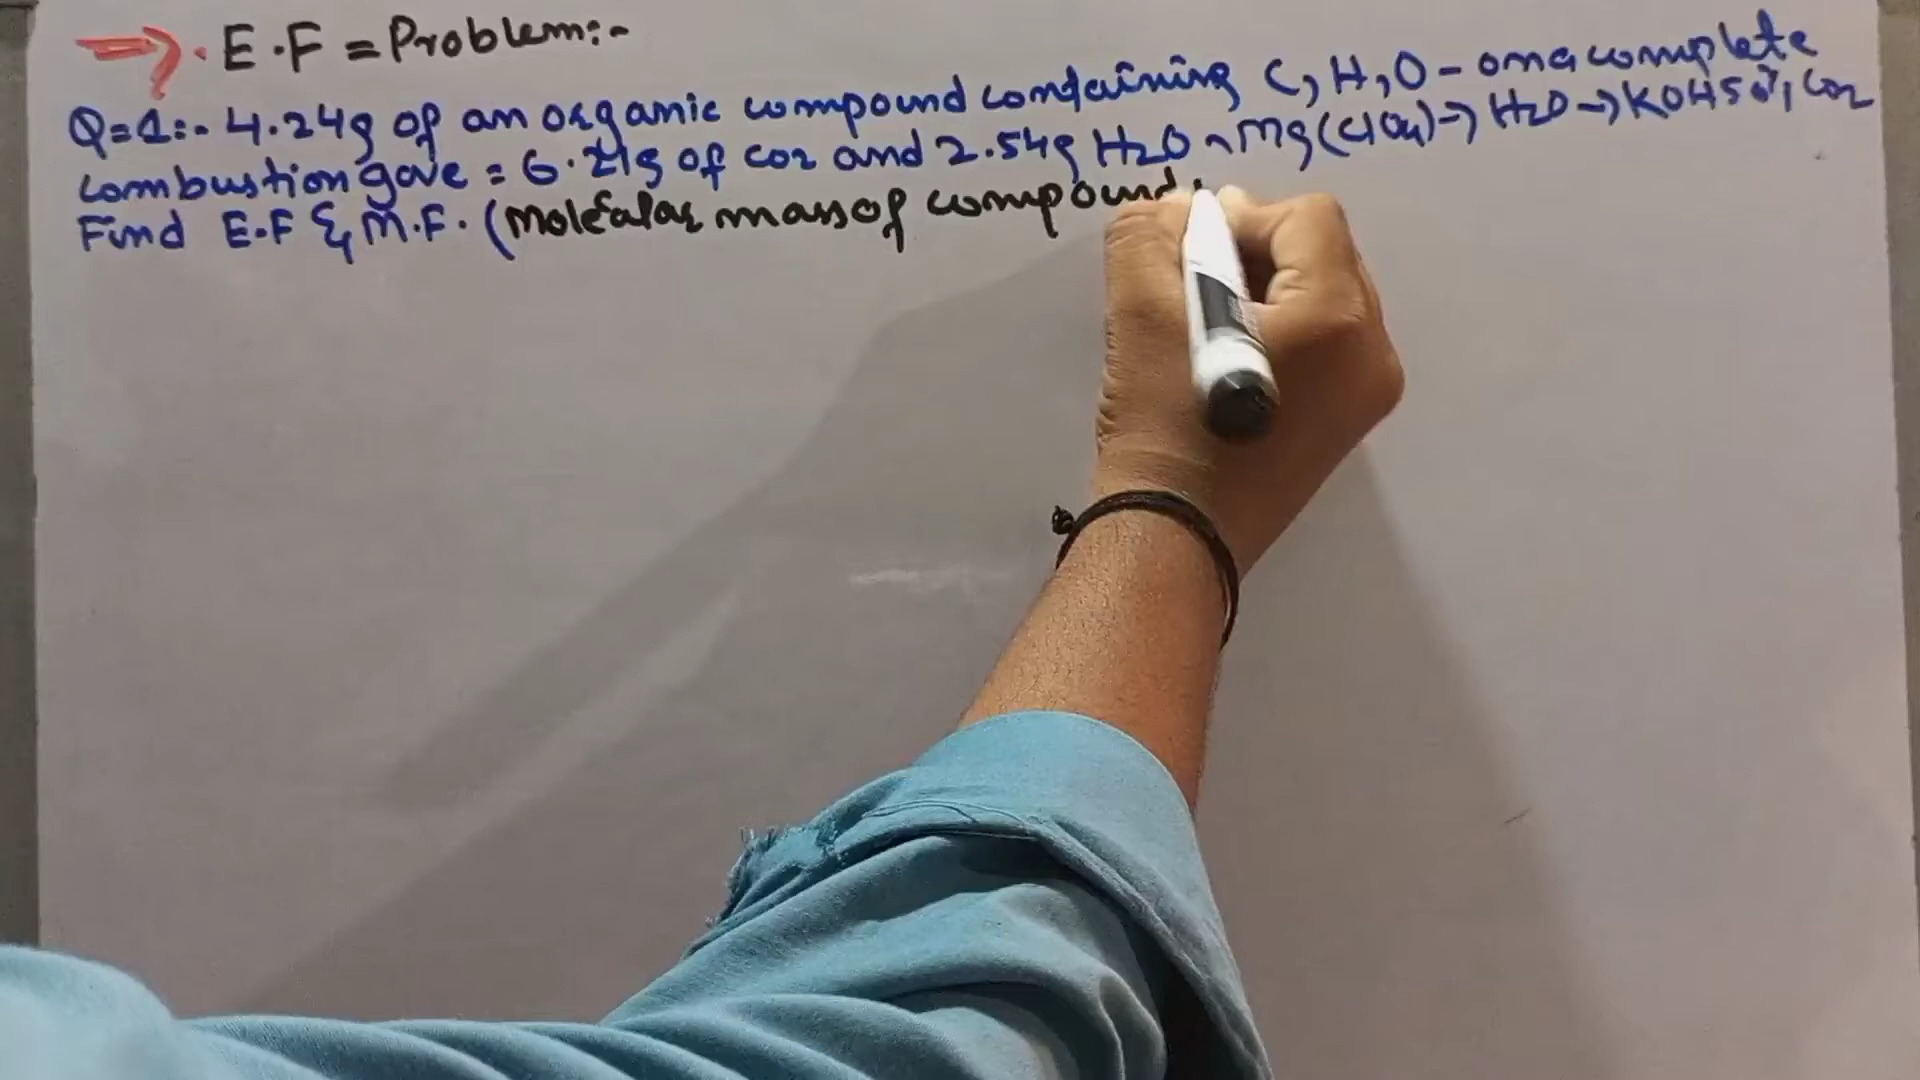 E.F = Problem:-
Q=1:- 4.24g of an organic compound containing C, H, O - on a complete
combustion gave = 6.21g of co2 and 2.54g H2O Mg(ClO4) → H2O → KOH 50%, co2
Find E.F & M.F. (Molecular mass of compound